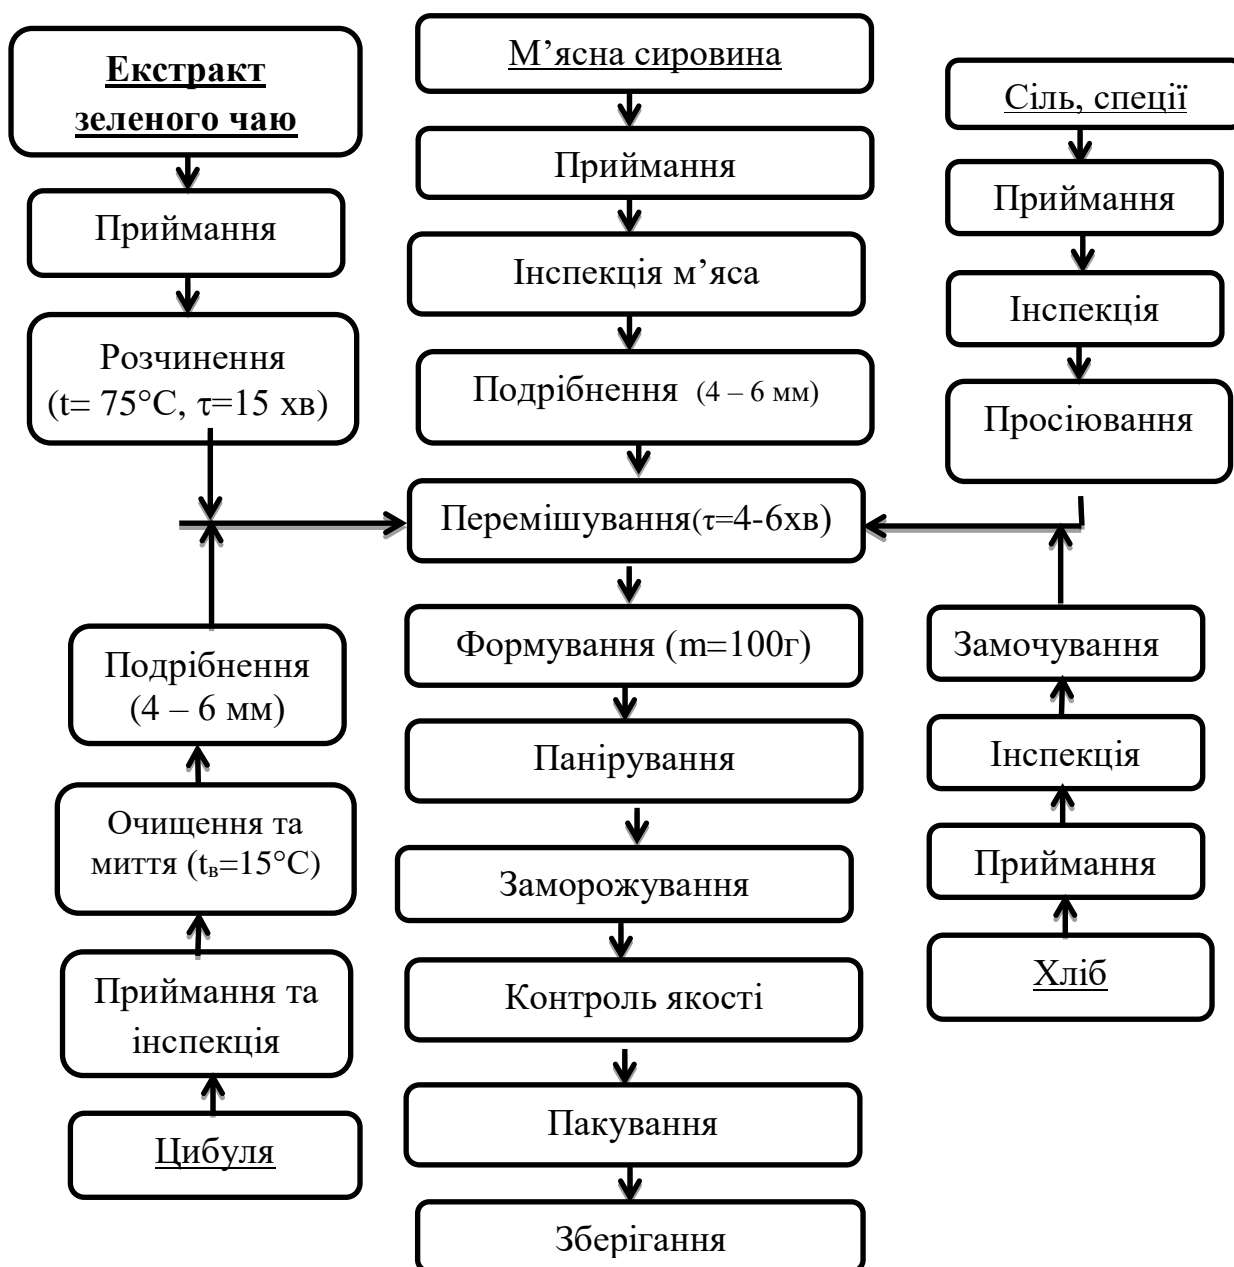 Екстракт
зеленого чаю
Приймання
Розчинення
(t= 75°C, τ=15 хв)
М’ясна сировина
Приймання
Інспекція м’яса
Подрібнення (4 – 6 мм)
Сіль, спеції
Приймання
Інспекція
Просіювання
Перемішування(τ=4-6хв)
Формування (m=100г)
Панірування
Заморожування
Контроль якості
Пакування
Зберігання
Подрібнення
(4 – 6 мм)
Очищення та
миття (tв=15°C)
Приймання та
інспекція
Цибуля
Замочування
Інспекція
Приймання
Хліб